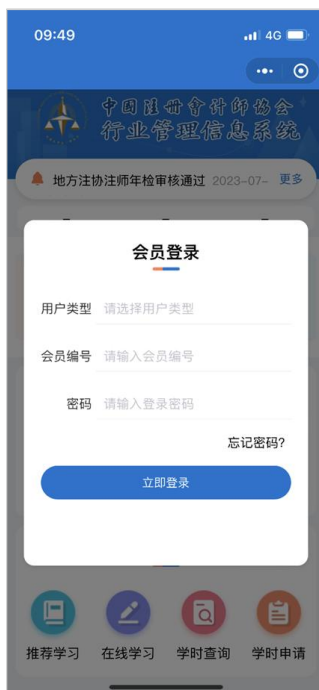 09:49
4G
中国注册会计师协会
行业管理信息系统
地方注协注师年检审核通过 2023-07- 更多
会员登录
用户类型 请选择用户类型
会员编号 请输入会员编号
密码 请输入登录密码
忘记密码?
立即登录
推荐学习 在线学习 学时查询 学时申请